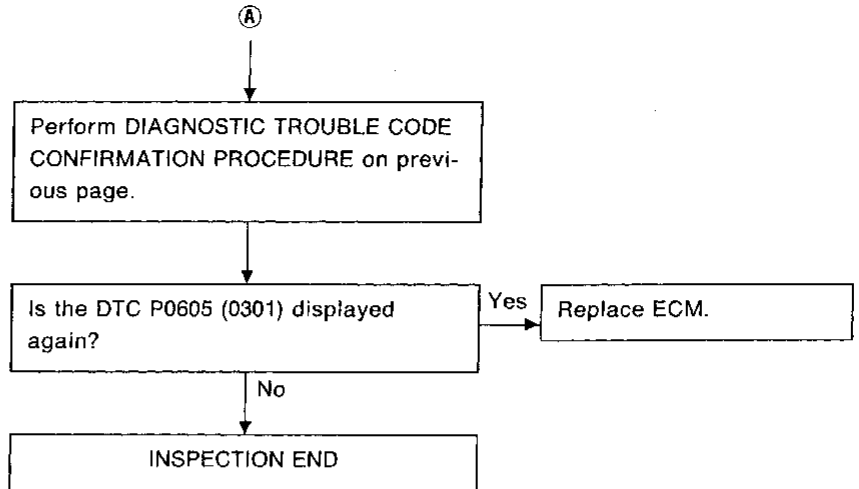 Ⓐ
Perform DIAGNOSTIC TROUBLE CODE
CONFIRMATION PROCEDURE on previ-
ous page.
Is the DTC P0605 (0301) displayed
again?
Yes
Replace ECM.
No
INSPECTION END